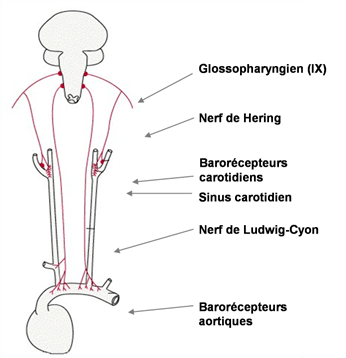 Glossopharyngien (IX)
Nerf de Hering
Barorécepteurs
carotidiens
Sinus carotidien
Nerf de Ludwig-Cyon
Barorécepteurs
aortiques